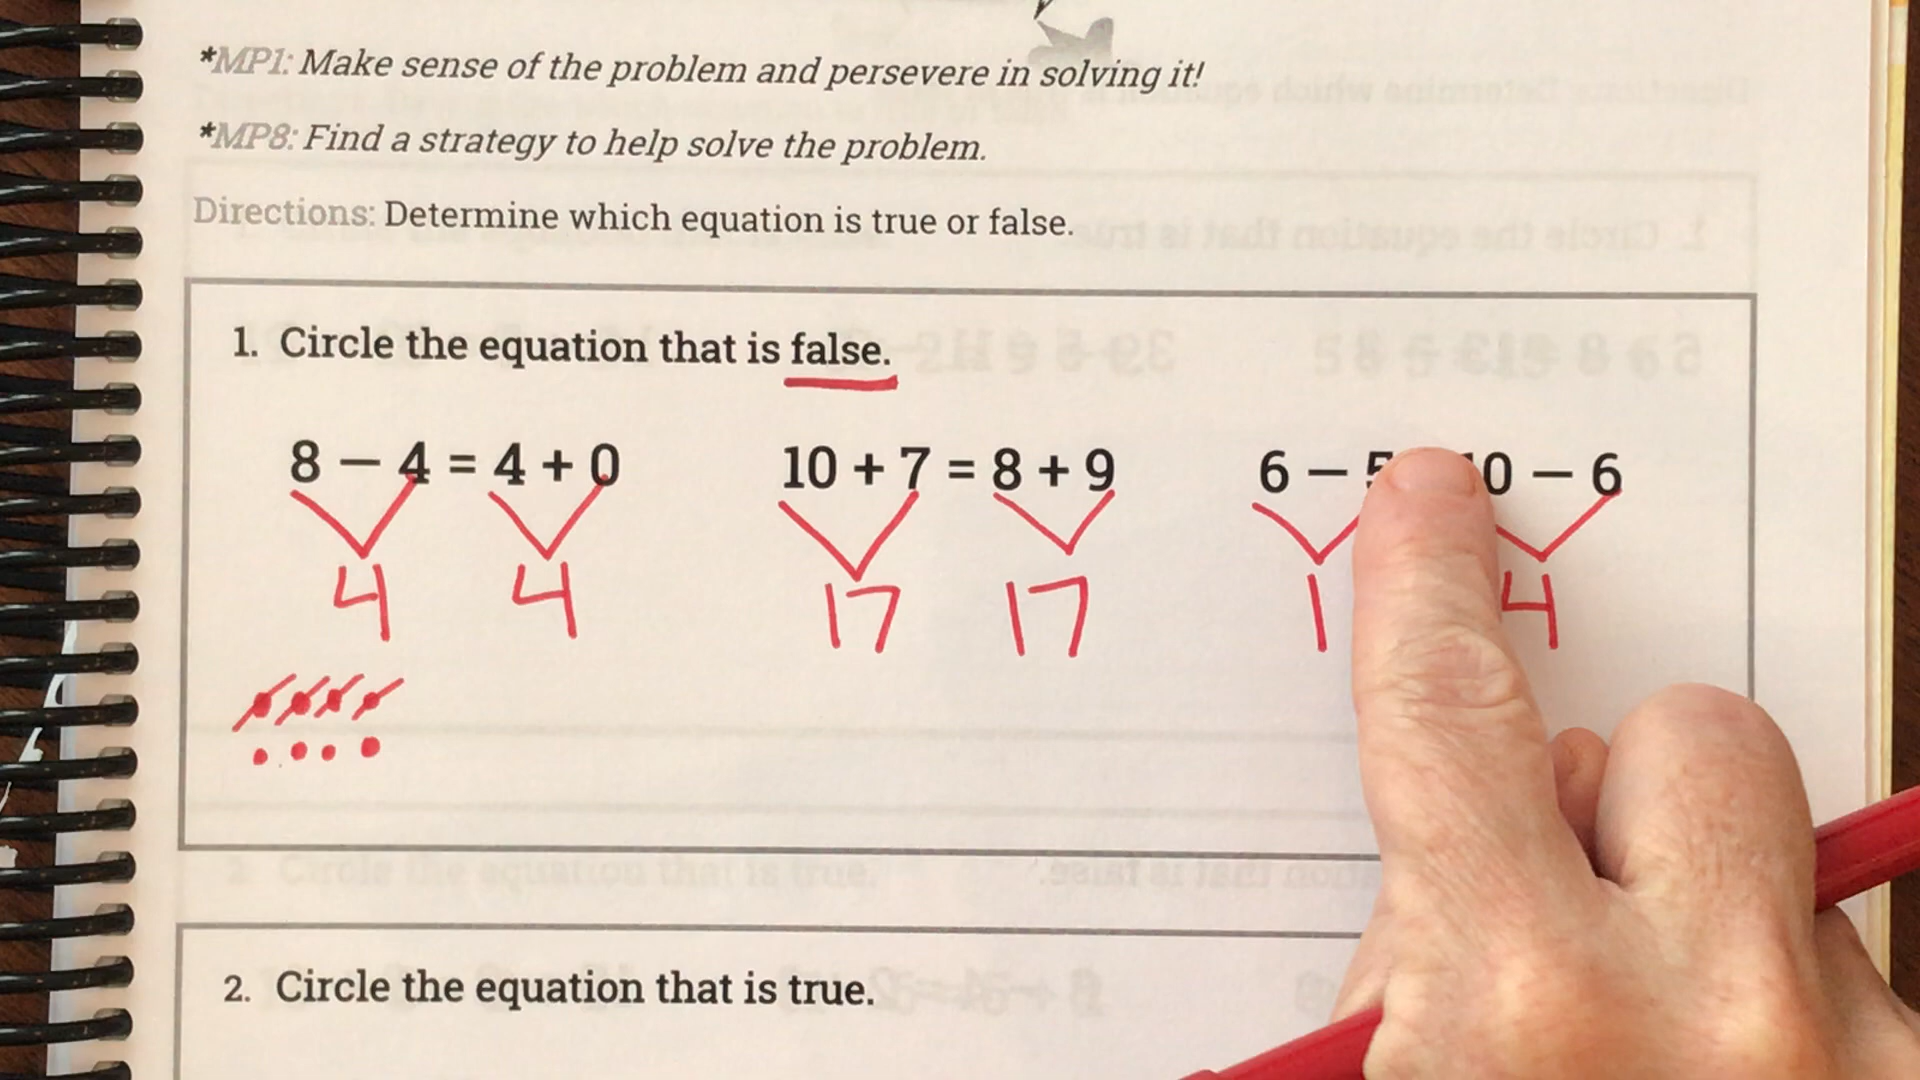 *MP1: Make sense of the problem and persevere in solving it!
*MP8: Find a strategy to help solve the problem.
Directions: Determine which equation is true or false.
1. Circle the equation that is false.
8 – 4 = 4 + 0 10 + 7 = 8 + 9 6 – 5 0 – 6
4 4 17 17 1 4
2. Circle the equation that is true.